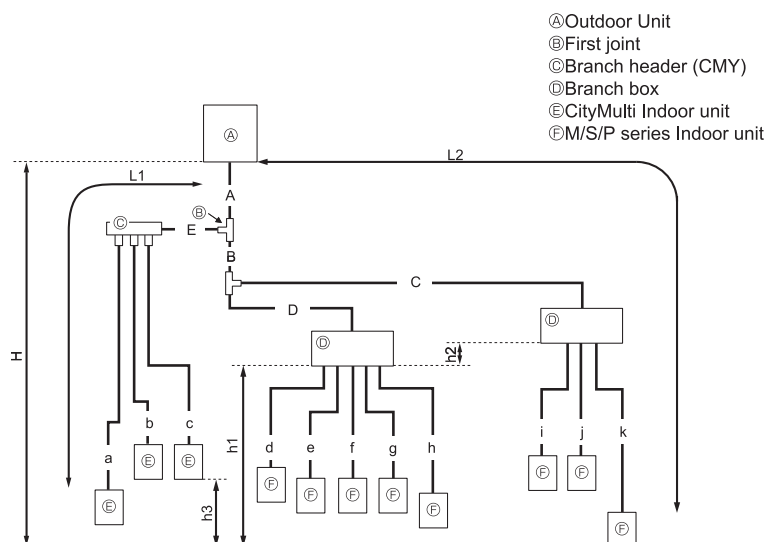 ⒶOutdoor Unit
ⒷFirst joint
ⒸBranch header (CMY)
ⒹBranch box
ⒺCityMulti Indoor unit
ⒻM/S/P series Indoor unit
Ⓐ
L2
L1
A
Ⓑ
Ⓒ
E
B
C
D
Ⓓ
Ⓓ
h2
H
h1
a
b
c
d
e
f
g
h
i
j
k
Ⓔ
Ⓔ
Ⓔ
Ⓕ
Ⓕ
Ⓕ
Ⓕ
Ⓕ
Ⓕ
Ⓕ
Ⓕ
h3